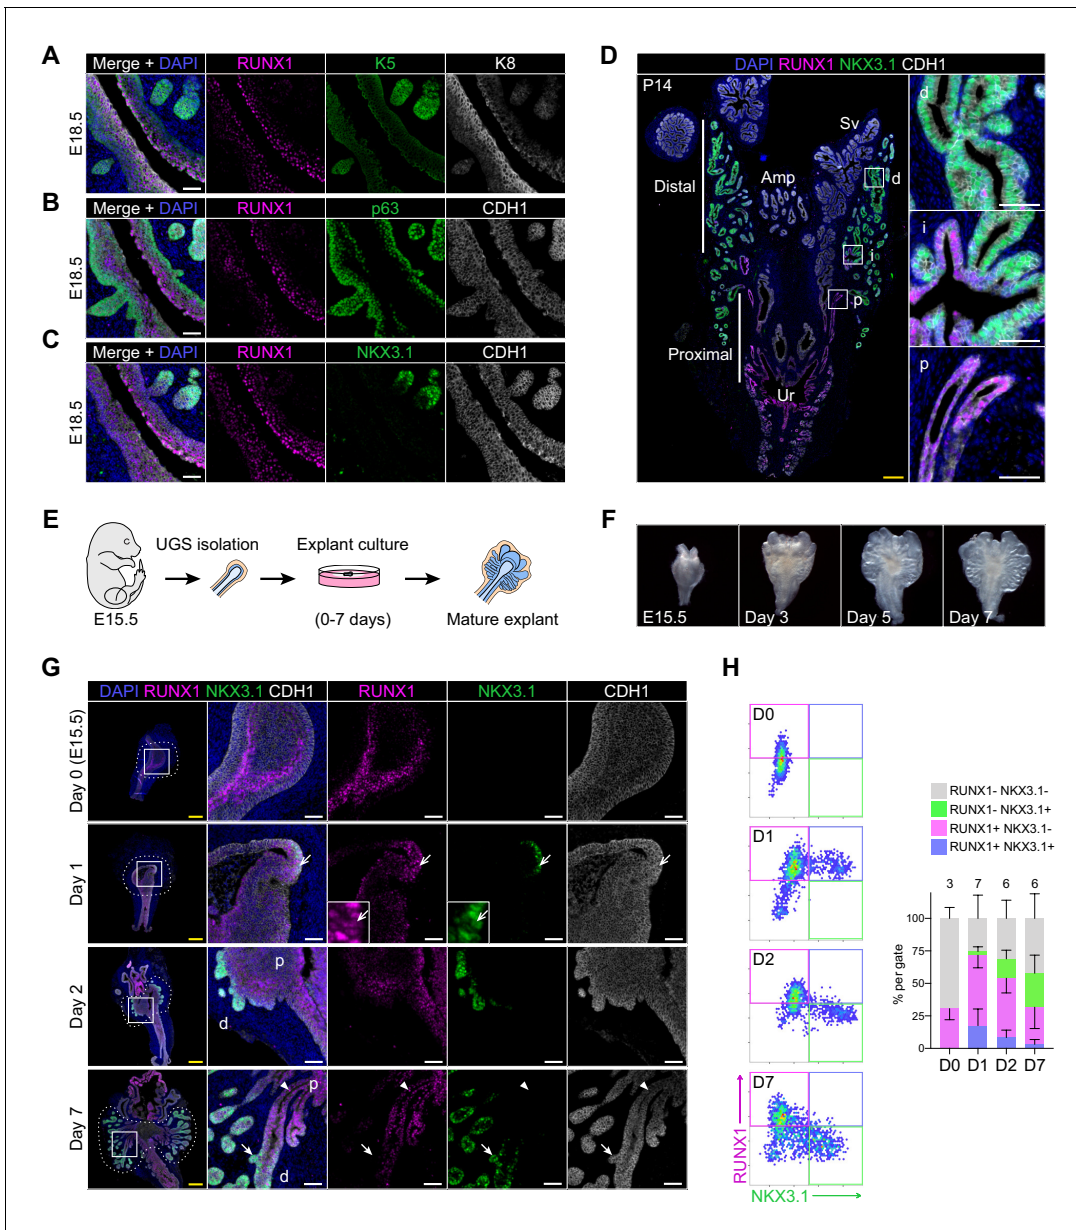 A
Merge + DAPI RUNX1 K5 K8
E18.5
B
Merge + DAPI RUNX1 p63 CDH1
E18.5
C
Merge + DAPI RUNX1 NKX3.1 CDH1
E18.5
D
DAPI RUNX1 NKX3.1 CDH1
P14
Sv
Amp
Distal
d
i
p
Proximal
Ur
d
i
p
E
UGS isolation
Explant culture
E15.5
(0-7 days)
Mature explant
F
E15.5 Day 3 Day 5 Day 7
G
DAPI RUNX1 NKX3.1 CDH1 RUNX1 NKX3.1 CDH1
Day 0 (E15.5)
Day 1
Day 2
p
d
Day 7
p
d
H
D0
D1
D2
D7
RUNX1
NKX3.1
RUNX1- NKX3.1-
RUNX1- NKX3.1+
RUNX1+ NKX3.1-
RUNX1+ NKX3.1+
3 7 6 6
% per gate
100
75
50
25
0
D0 D1 D2 D7